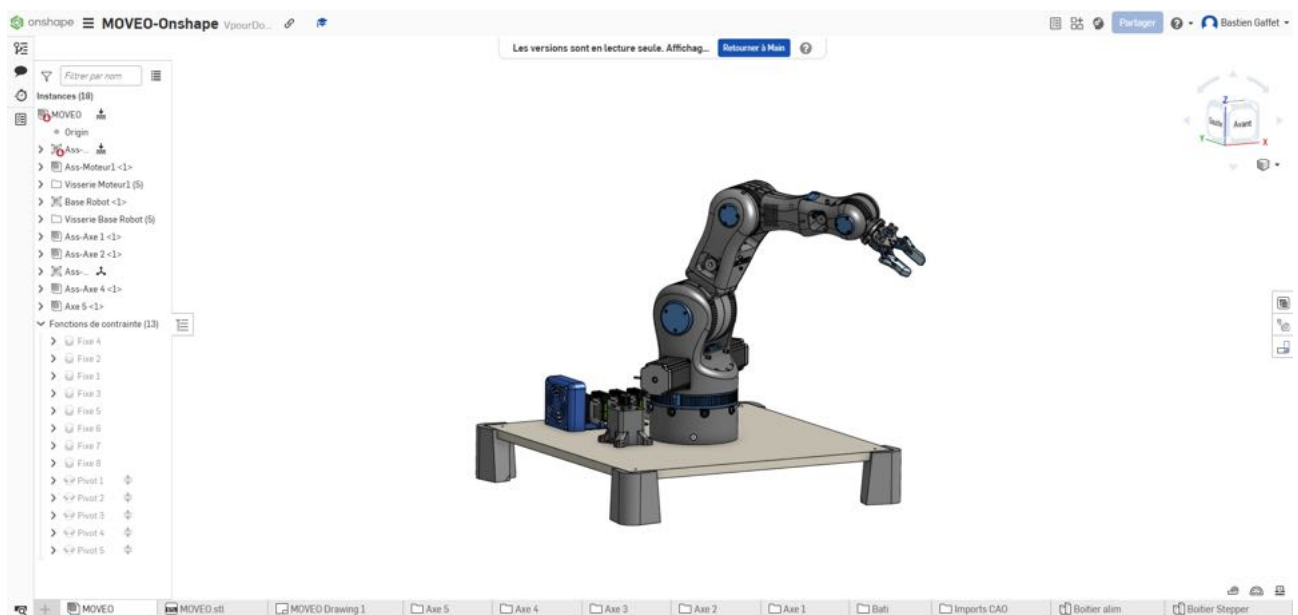 onshape MOVEO-Onshape VpourDo... Partager Bastien Gaffet
Les versions sont en lecture seule. Affichag... Retourner à Main
Filtrer par nom
Instances (18)
MOVEO
Origin
Ass-...
Ass-Moteur1 <1>
Visserie Moteur1 (5)
Base Robot <1>
Visserie Base Robot (5)
Ass-Axe 1 <1>
Ass-Axe 2 <1>
Ass-...
Ass-Axe 4 <1>
Axe 5 <1>
Fonctions de contrainte (13)
Fixe 4
Fixe 2
Fixe 1
Fixe 3
Fixe 5
Fixe 6
Fixe 7
Fixe 8
Pivot 1
Pivot 2
Pivot 3
Pivot 4
Pivot 5
Z
Gauche Avant
Y X
MOVEO MOVEO.stl MOVEO Drawing 1 Axe 5 Axe 4 Axe 3 Axe 2 Axe 1 Bati Imports CAO Boitier alim Boitier Stepper